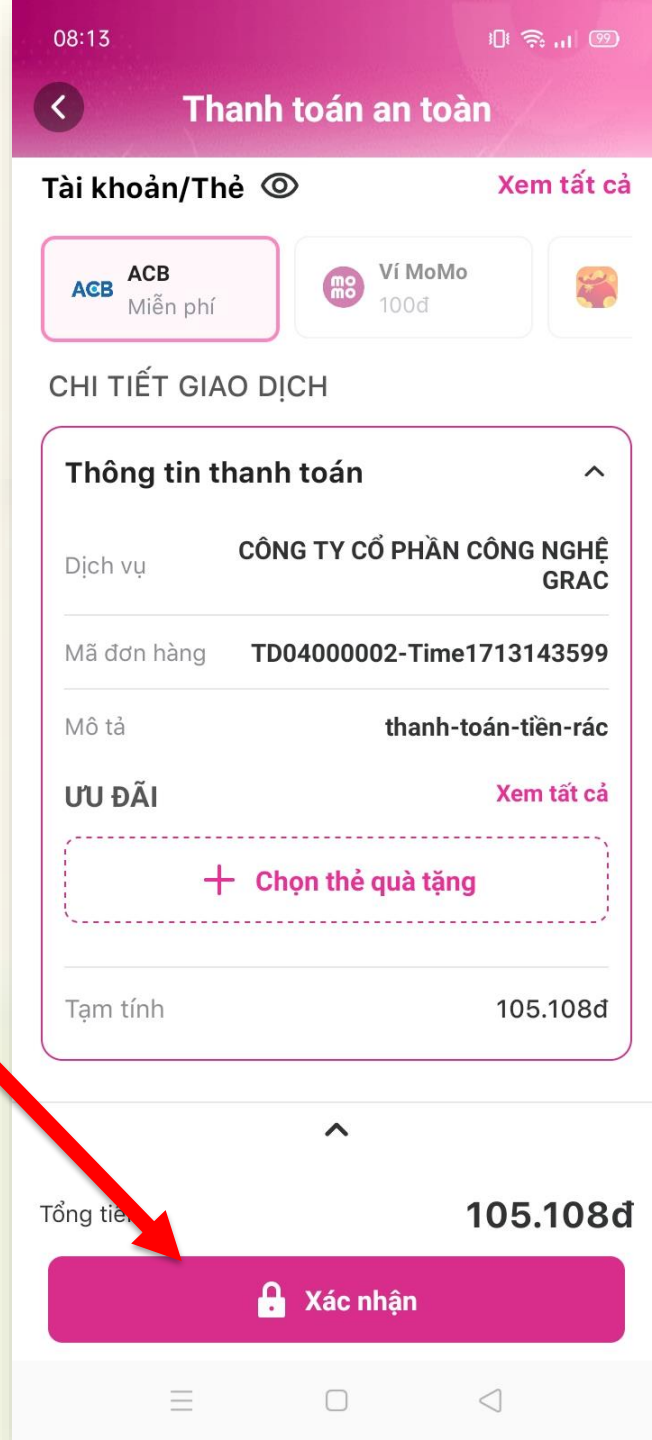 08:13
99
Thanh toán an toàn
Tài khoản/Thẻ
Xem tất cả
ACB
ACB
Miễn phí
mo
mo
Ví MoMo
100đ
CHI TIẾT GIAO DỊCH
Thông tin thanh toán
Dịch vụ
CÔNG TY CỔ PHẦN CÔNG NGHỆ
GRAC
Mã đơn hàng
TD04000002-Time1713143599
Mô tả
thanh-toán-tiền-rác
ƯU ĐÃI
Xem tất cả
+ Chọn thẻ quà tặng
Tạm tính
105.108đ
Tổng
105.108đ
Xác nhận